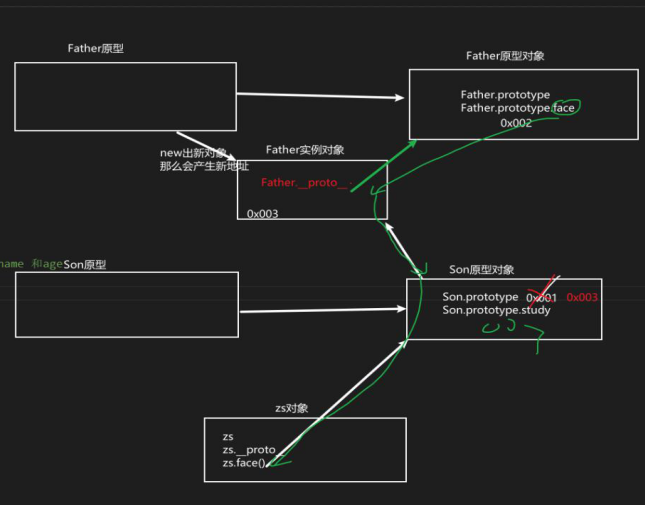 Father原型
Father原型对象
Father.prototype
Father.prototype.face
0x002
new出新对象
那么会产生新地址
Father实例对象
Father.__proto__
0x003
name 和age
Son原型
Son原型对象
Son.prototype 0x001 0x003
Son.prototype.study
zs对象
zs
zs.__proto__
zs.face()